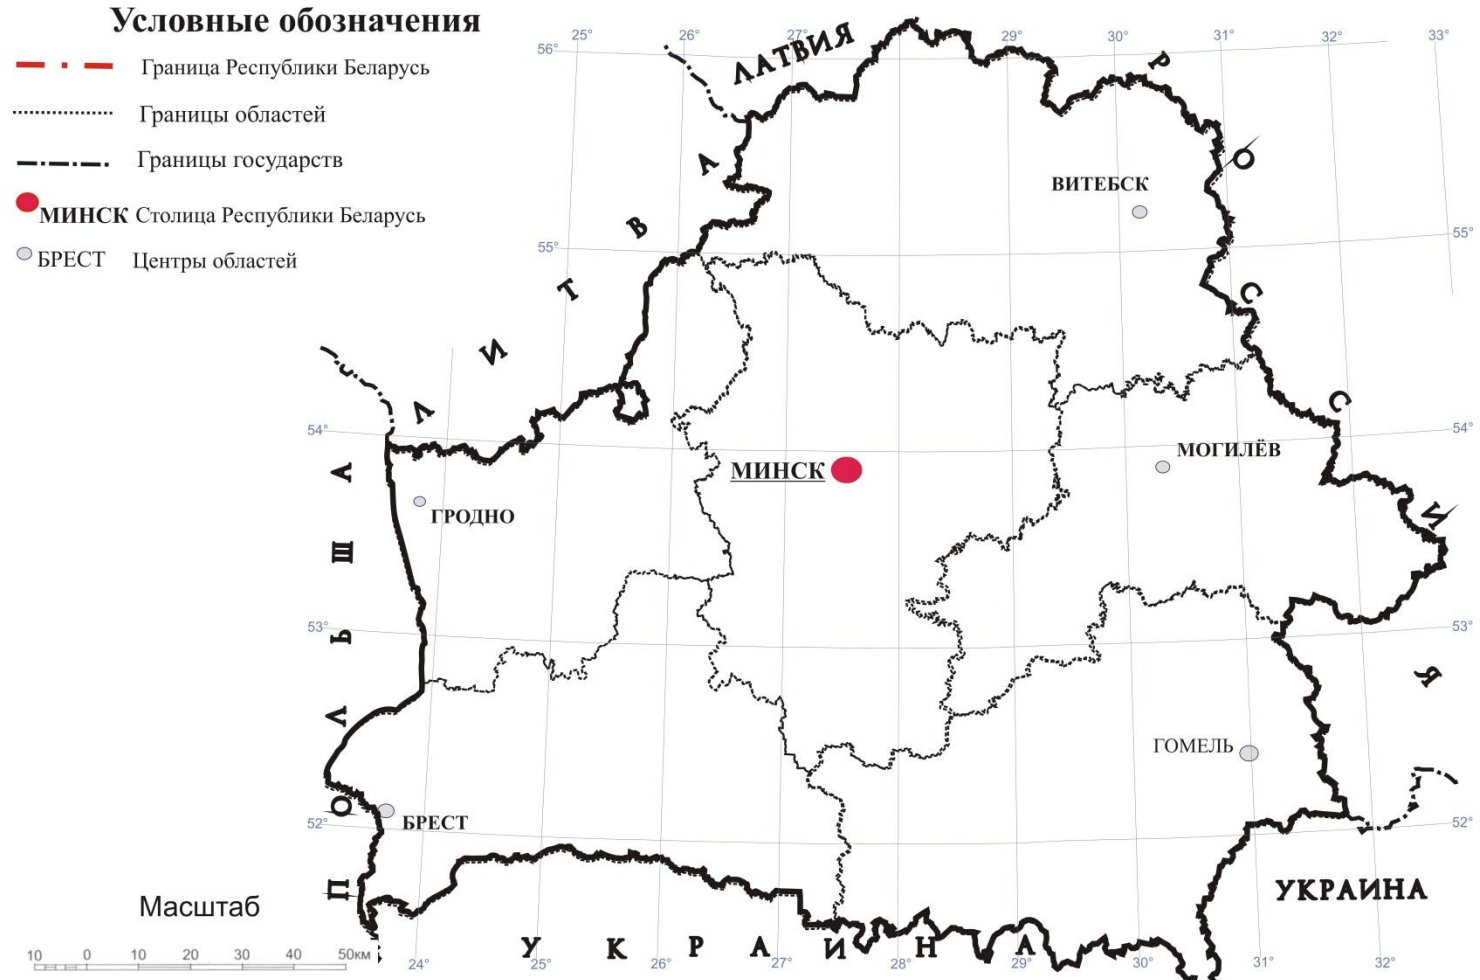 Условные обозначения
Граница Республики Беларусь
Границы областей
Границы государств
МИНСК Столица Республики Беларусь
БРЕСТ Центры областей
25° 26° 27° 28° 29° 30° 31° 32° 33°
56°
ЛАТВИЯ
РОССИЯ
ЛИТВА
ВИТЕБСК
55° 55°
54° 54°
МОГИЛЁВ
МИНСК
ГРОДНО
ПОЛЬША
53° 53°
ГОМЕЛЬ
БРЕСТ
52° 52°
УКРАИНА
Масштаб
УКРАИНА
10 0 10 20 30 40 50км
24° 25° 26° 27° 28° 29° 30° 31° 32°